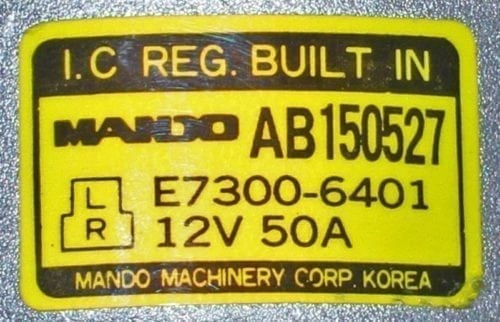 I.C REG. BUILT IN
MANDO AB150527
E7300-6401
L
R
12V 50A
MANDO MACHINERY CORP. KOREA